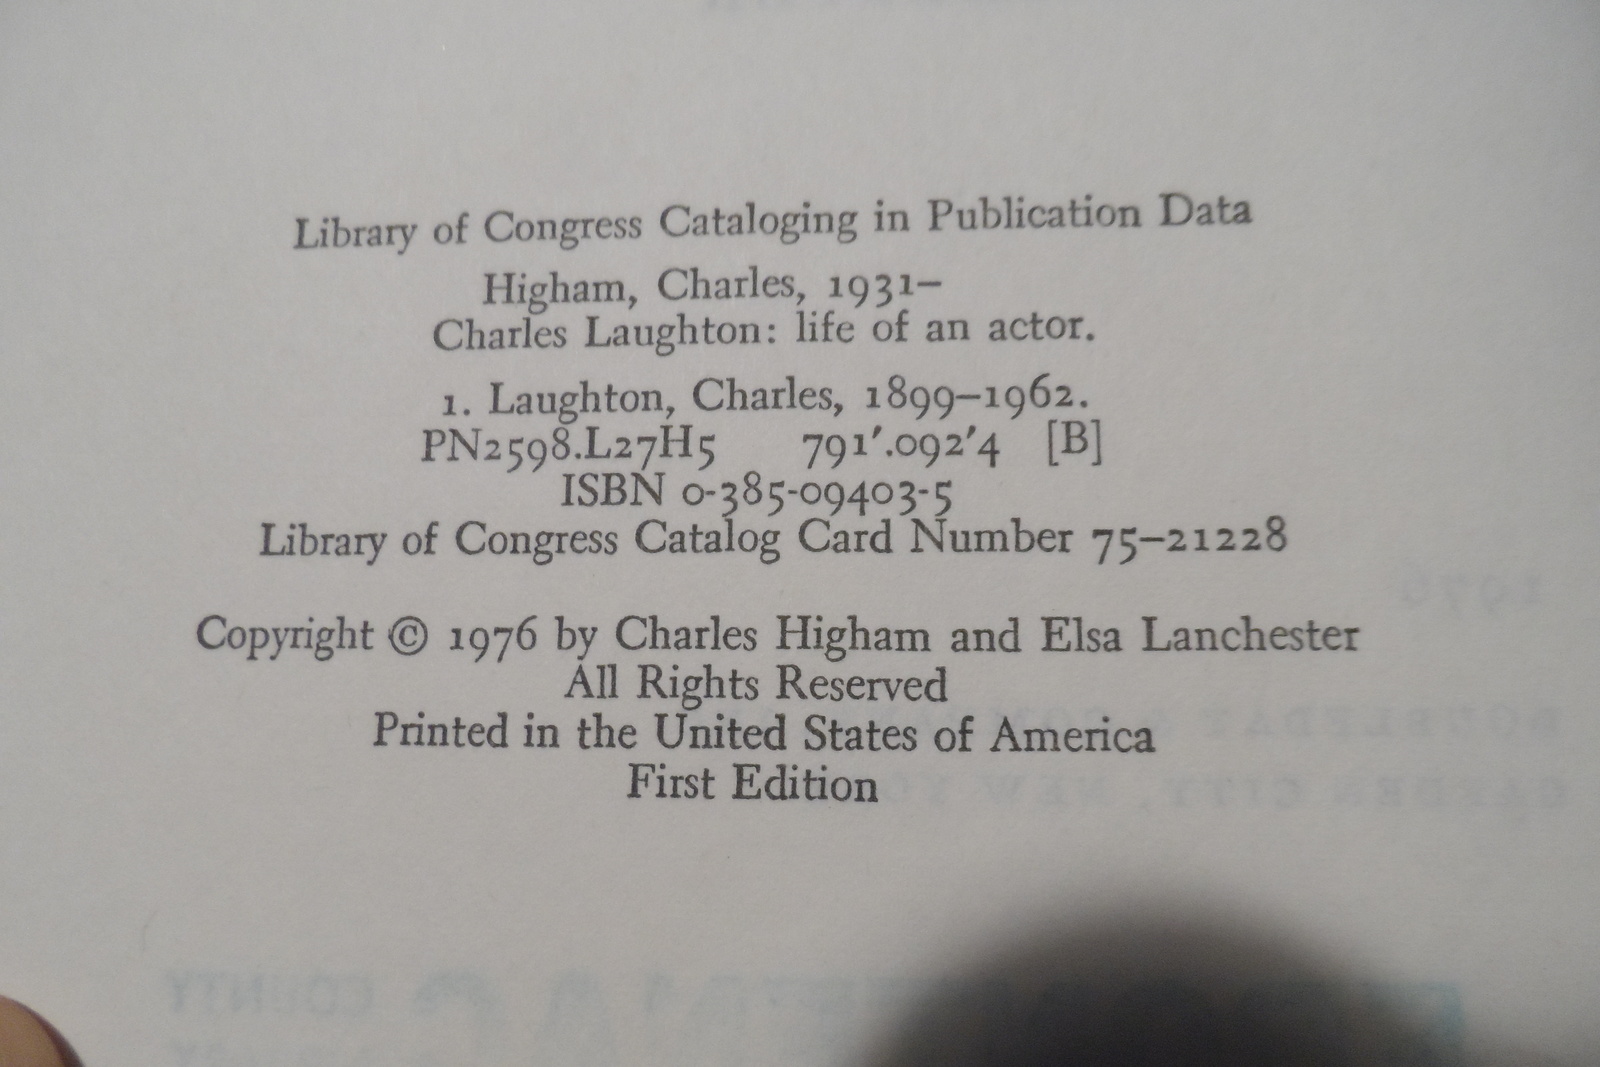 Library of Congress Cataloging in Publication Data
Higham, Charles, 1931–
Charles Laughton: life of an actor.
1. Laughton, Charles, 1899–1962.
PN2598.L27H5 791'.092'4 [B]
ISBN 0-385-09403-5
Library of Congress Catalog Card Number 75–21228
Copyright © 1976 by Charles Higham and Elsa Lanchester
All Rights Reserved
Printed in the United States of America
First Edition
1976
COUNTY